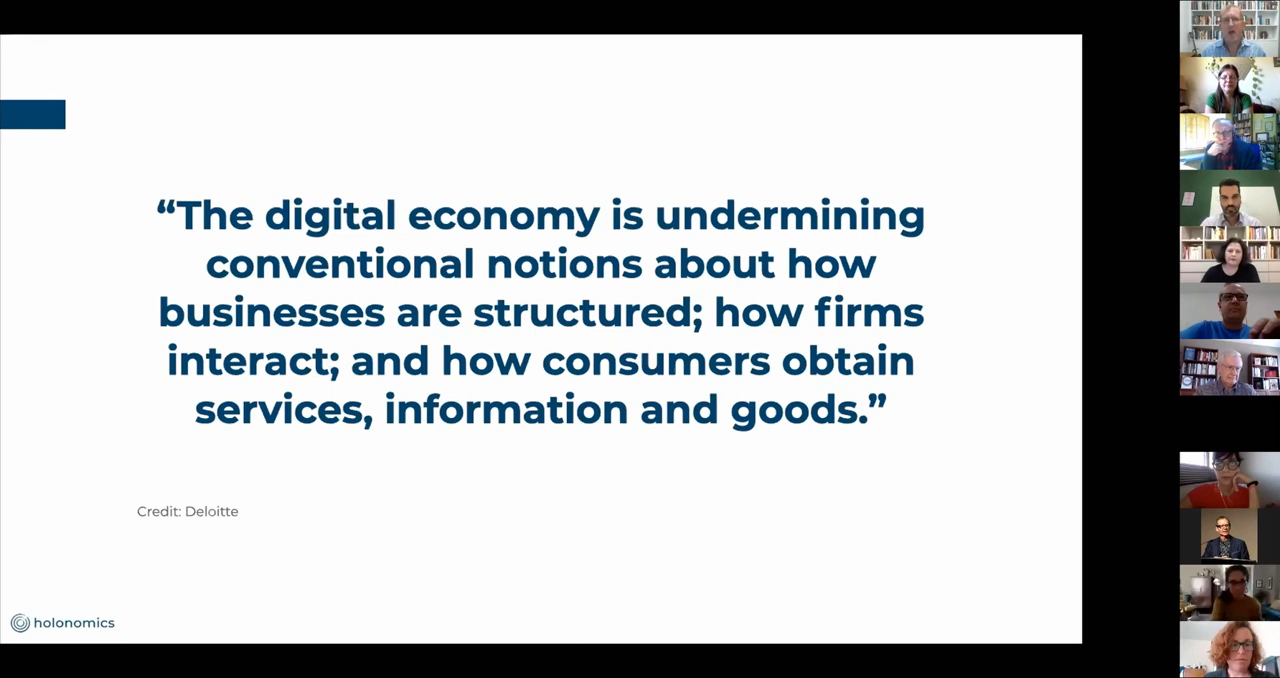 “The digital economy is undermining
conventional notions about how
businesses are structured; how firms
interact; and how consumers obtain
services, information and goods.”
Credit: Deloitte
holonomics